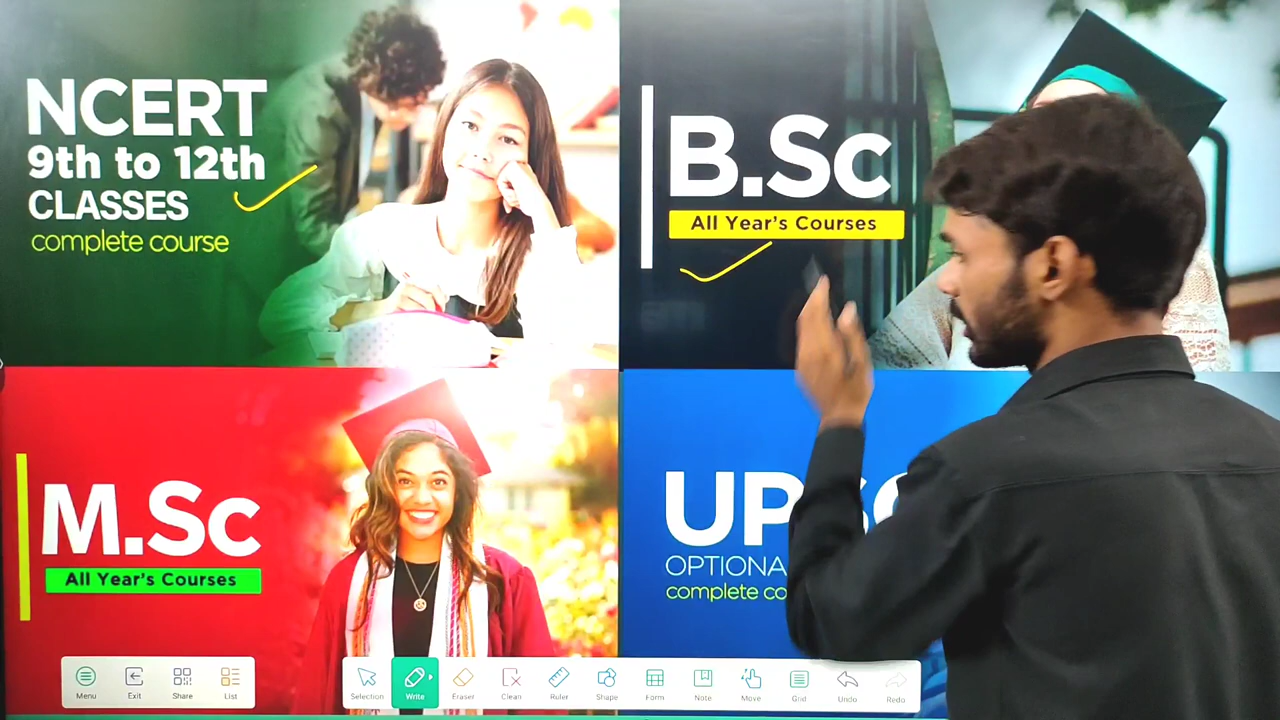 NCERT
9th to 12th
CLASSES
complete course
B.Sc
All Year's Courses
M.Sc
All Year's Courses
UPSC
OPTIONA
complete co
Menu
Exit
Share
List
Selection
Write
Eraser
Clean
Ruler
Shape
Form
Note
Move
Grid
Undo
Redo